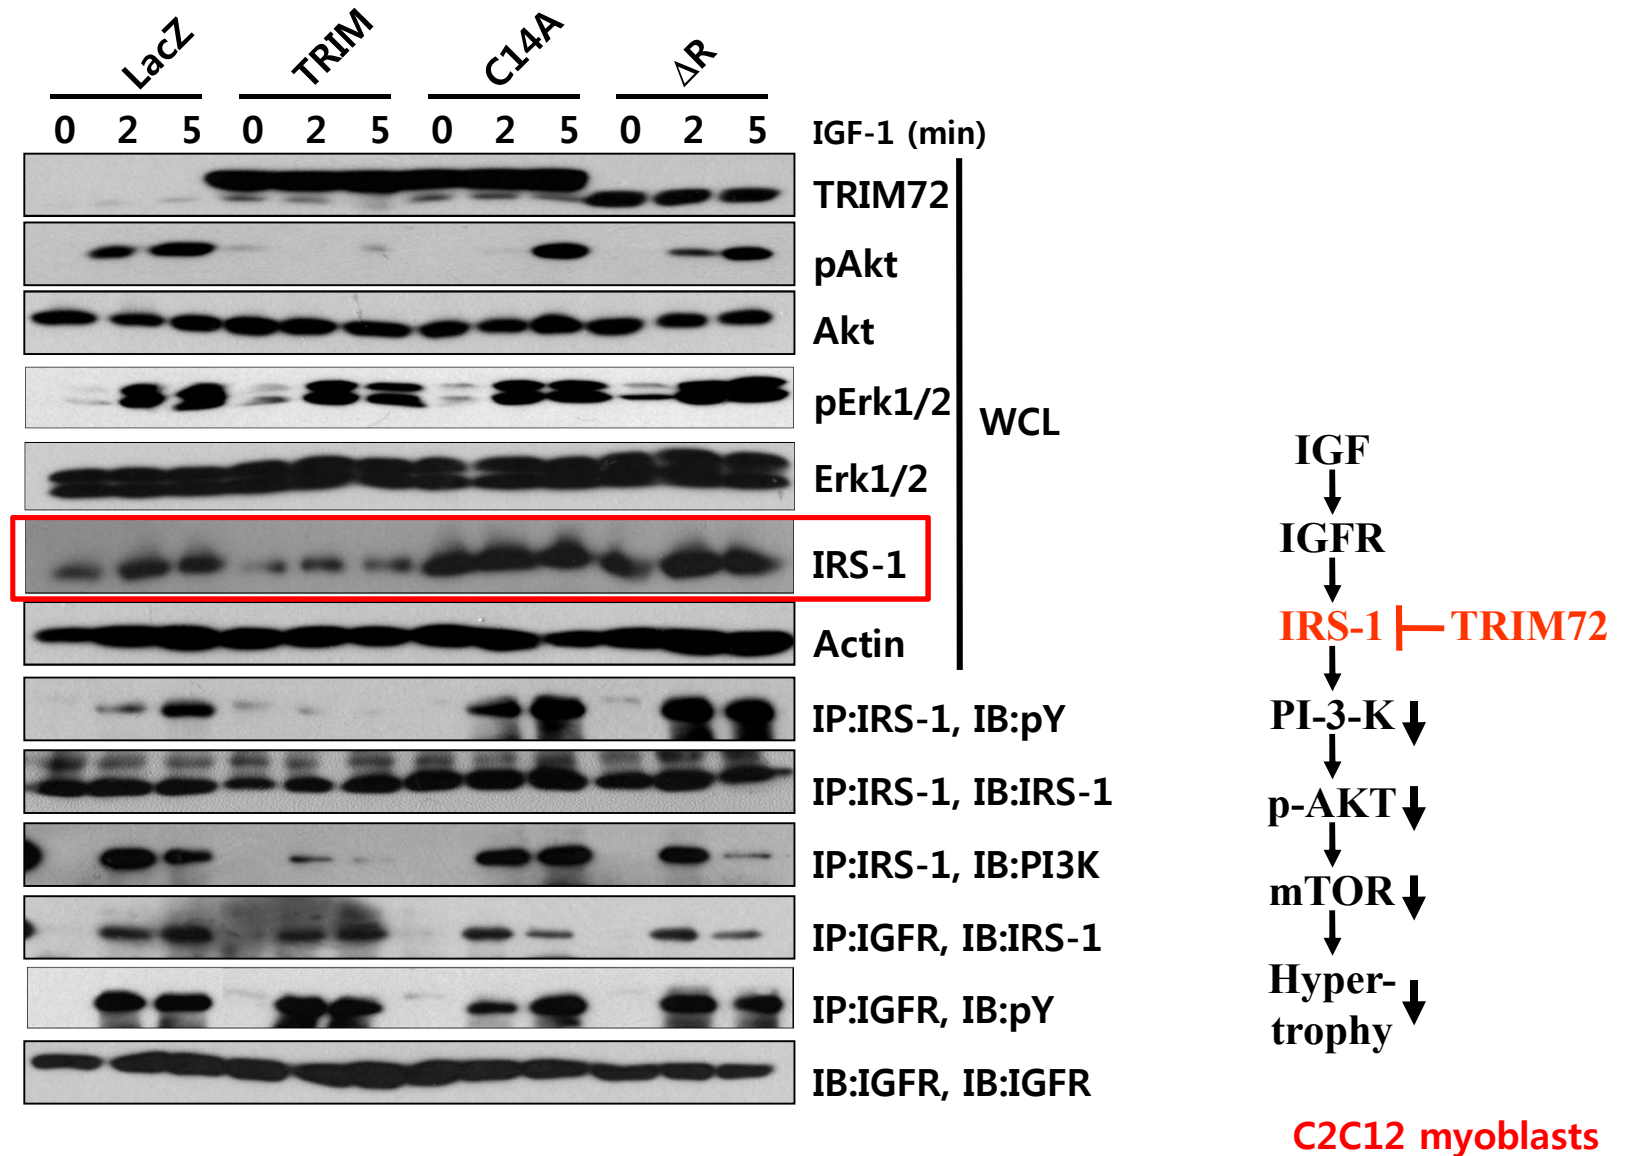 LacZ TRIM C14A ΔR
0 2 5 0 2 5 0 2 5 0 2 5 IGF-1 (min)
TRIM72
pAkt
Akt
pErk1/2
WCL
Erk1/2
IRS-1
Actin
IP:IRS-1, IB:pY
IP:IRS-1, IB:IRS-1
IP:IRS-1, IB:PI3K
IP:IGFR, IB:IRS-1
IP:IGFR, IB:pY
IB:IGFR, IB:IGFR
IGF
IGFR
IRS-1 TRIM72
PI-3-K
p-AKT
mTOR
Hyper-
trophy
C2C12 myoblasts